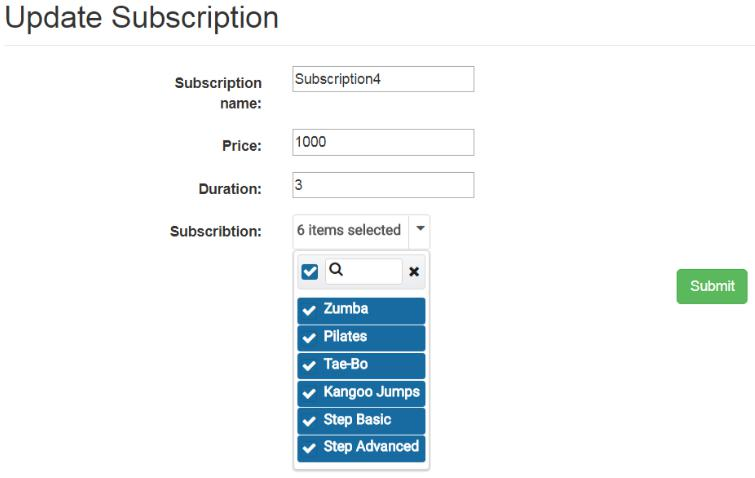 Update Subscription
Subscription
name:
Subscription4
Price:
1000
Duration:
3
Subscribtion:
6 items selected
Submit
Zumba
Pilates
Tae-Bo
Kangoo Jumps
Step Basic
Step Advanced